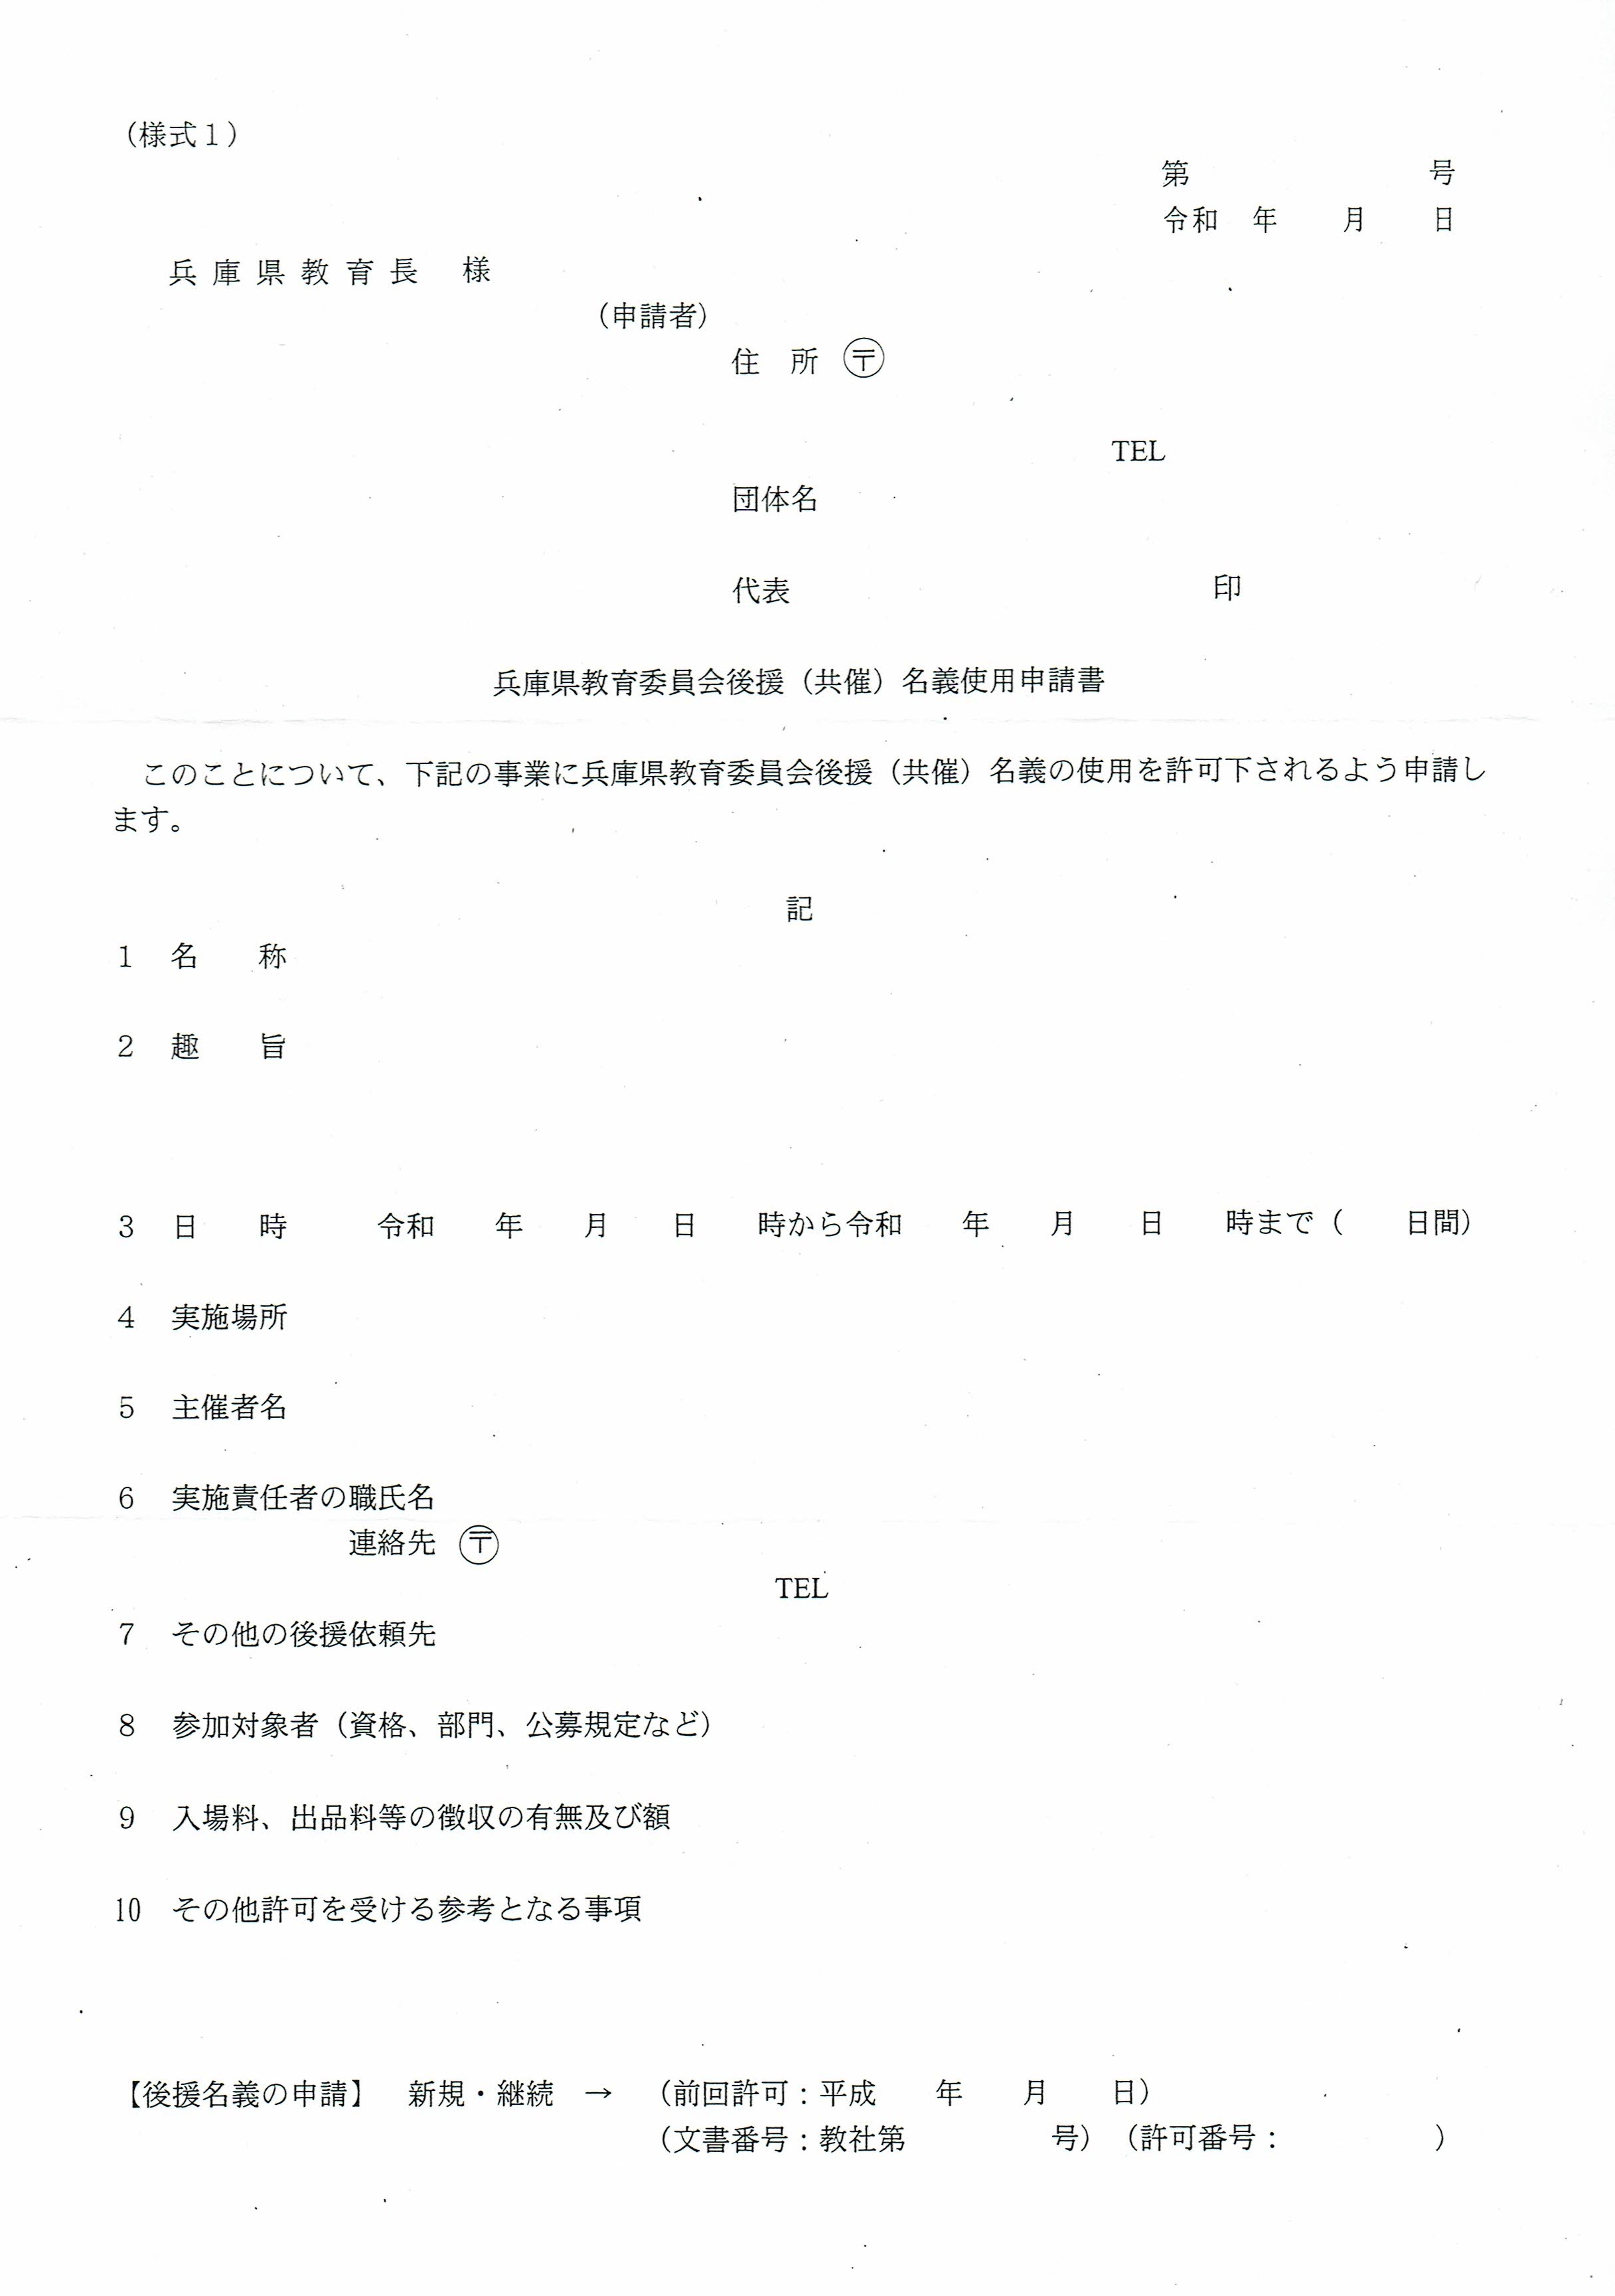 （様式１）
第　　　　　　　　号
令和　年　　月　　日
兵庫県教育長　様
（申請者）
住　所　〶
TEL
団体名
代表　　　　　　　　　　　　　　印
兵庫県教育委員会後援（共催）名義使用申請書
このことについて、下記の事業に兵庫県教育委員会後援（共催）名義の使用を許可下されるよう申請し
ます。
記
1　名　　称
2　趣　　旨
3　日　　時　　　令和　　年　　月　　日　　時から令和　　年　　月　　日　　時まで（　　日間）
4　実施場所
5　主催者名
6　実施責任者の職氏名
連絡先　〶
TEL
7　その他の後援依頼先
8　参加対象者（資格、部門、公募規定など）
9　入場料、出品料等の徴収の有無及び額
10　その他許可を受ける参考となる事項
【後援名義の申請】　新規・継続　→　（前回許可：平成　　年　　月　　日）
（文書番号：教社第　　　　　号）（許可番号：　　　　　）